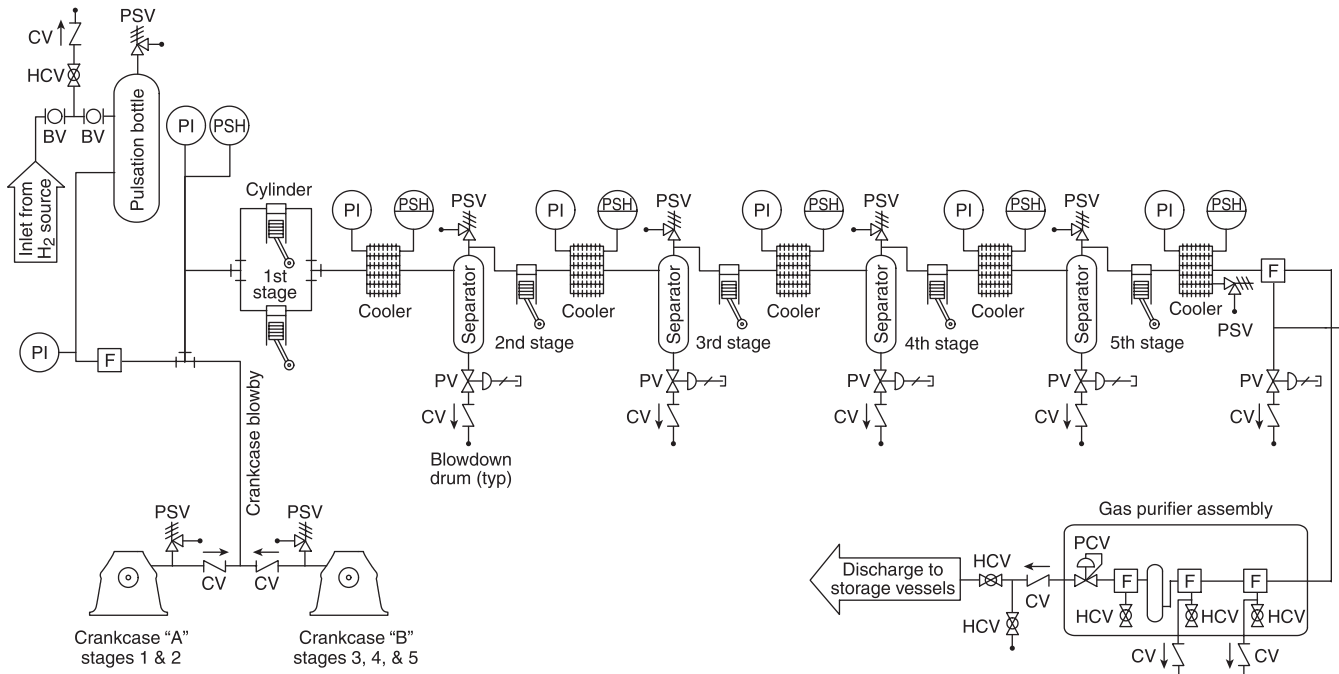 PSV
CV
HCV
BV
BV
Pulsation bottle
PI
PSH
Inlet from
H₂ source
Cylinder
1st
stage
PI
F
PI
PSH
PSV
Cooler
Separator
2nd stage
PI
PSH
PSV
Cooler
Separator
3rd stage
PI
PSH
PSV
Cooler
Separator
4th stage
PI
PSH
PSV
Cooler
Separator
5th stage
PI
PSH
Cooler
PSV
F
PV
CV
Blowdown
drum (typ)
PV
CV
PV
CV
PV
CV
PV
CV
Crankcase blowby
PSV
PSV
CV
CV
Crankcase “A”
stages 1 & 2
Crankcase “B”
stages 3, 4, & 5
Gas purifier assembly
Discharge to
storage vessels
HCV
HCV
CV
PCV
F
F
F
HCV
HCV
HCV
CV
CV